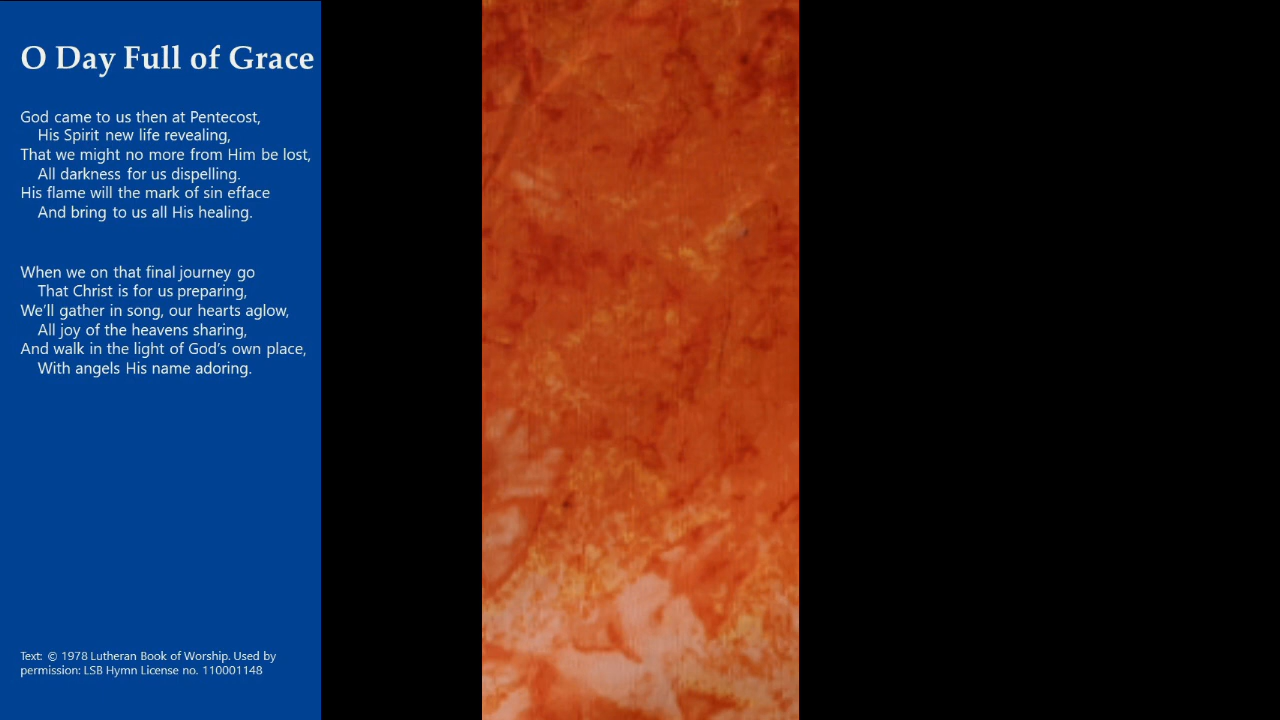 O Day Full of Grace
God came to us then at Pentecost,
His Spirit new life revealing,
That we might no more from Him be lost,
All darkness for us dispelling.
His flame will the mark of sin efface
And bring to us all His healing.
When we on that final journey go
That Christ is for us preparing,
We'll gather in song, our hearts aglow,
All joy of the heavens sharing,
And walk in the light of God's own place,
With angels His name adoring.
Text: © 1978 Lutheran Book of Worship. Used by
permission: LSB Hymn License no. 110001148